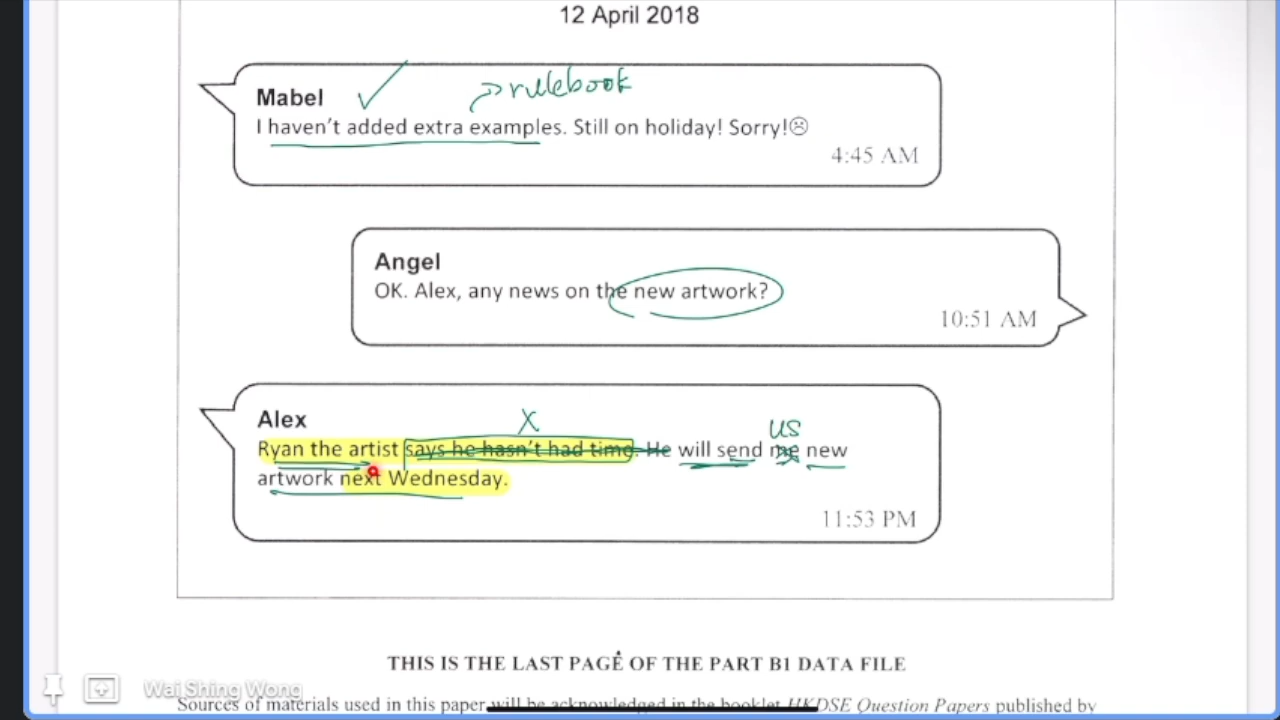 12 April 2018
Mabel
rulebook
I haven't added extra examples. Still on holiday! Sorry!☹
4:45 AM
Angel
OK. Alex, any news on the new artwork?
10:51 AM
Alex
X
us
Ryan the artist says he hasn't had time. He will send me new
artwork next Wednesday.
11:53 PM
THIS IS THE LAST PAGE OF THE PART B1 DATA FILE
Wai Shing Wong
Sources of materials used in this paper will be acknowledged in the booklet HKDSE Question Papers published by